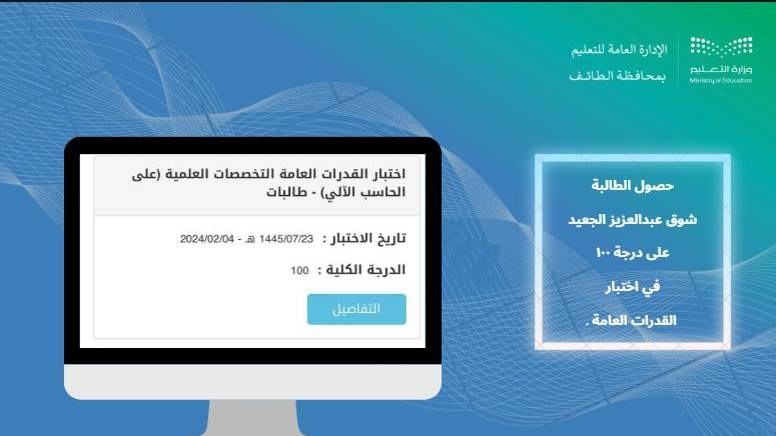 الإدارة العامة للتعليم
بمحافظة الطائف
وزارة التعـــليم
Ministry of Education
حصول الطالبة
شوق عبدالعزيز الجعيد
على درجة ١٠٠
في اختبار
القدرات العامة .
اختبار القدرات العامة التخصصات العلمية (على
الحاسب الآلي) - طالبات
تاريخ الاختبار : 1445/07/23 هـ - 2024/02/04
الدرجة الكلية : 100
التفاصيل